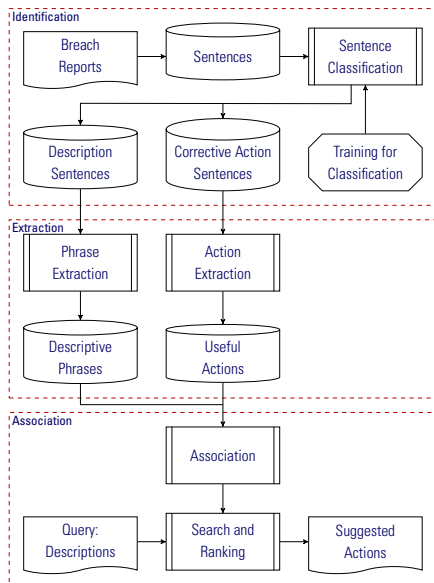 Identification
Breach
Reports
Sentences
Sentence
Classification
Description
Sentences
Corrective Action
Sentences
Training for
Classification
Extraction
Phrase
Extraction
Action
Extraction
Descriptive
Phrases
Useful
Actions
Association
Association
Query:
Descriptions
Search and
Ranking
Suggested
Actions